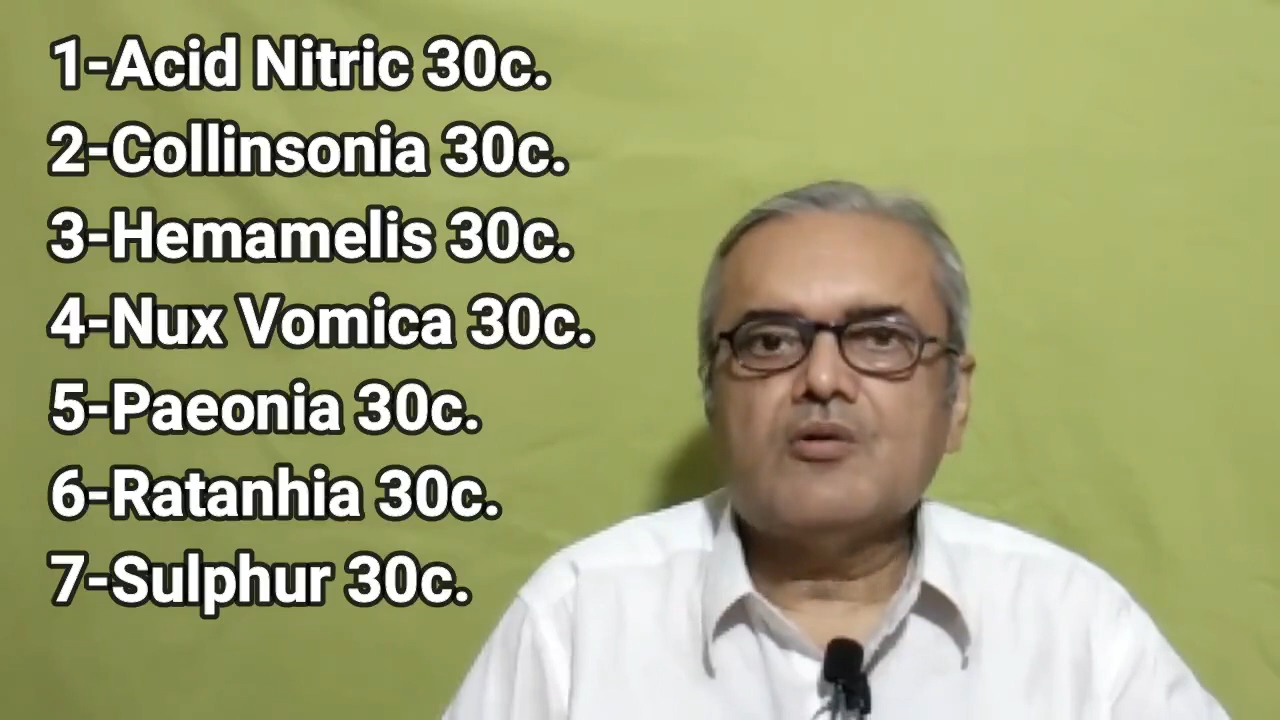 1-Acid Nitric 30c.
2-Collinsonia 30c.
3-Hemamelis 30c.
4-Nux Vomica 30c.
5-Paeonia 30c.
6-Ratanhia 30c.
7-Sulphur 30c.